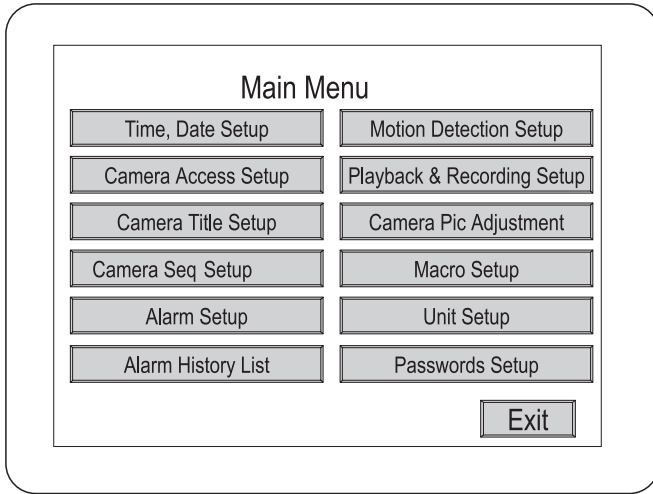 Main Menu
Time, Date Setup
Motion Detection Setup
Camera Access Setup
Playback & Recording Setup
Camera Title Setup
Camera Pic Adjustment
Camera Seq Setup
Macro Setup
Alarm Setup
Unit Setup
Alarm History List
Passwords Setup
Exit